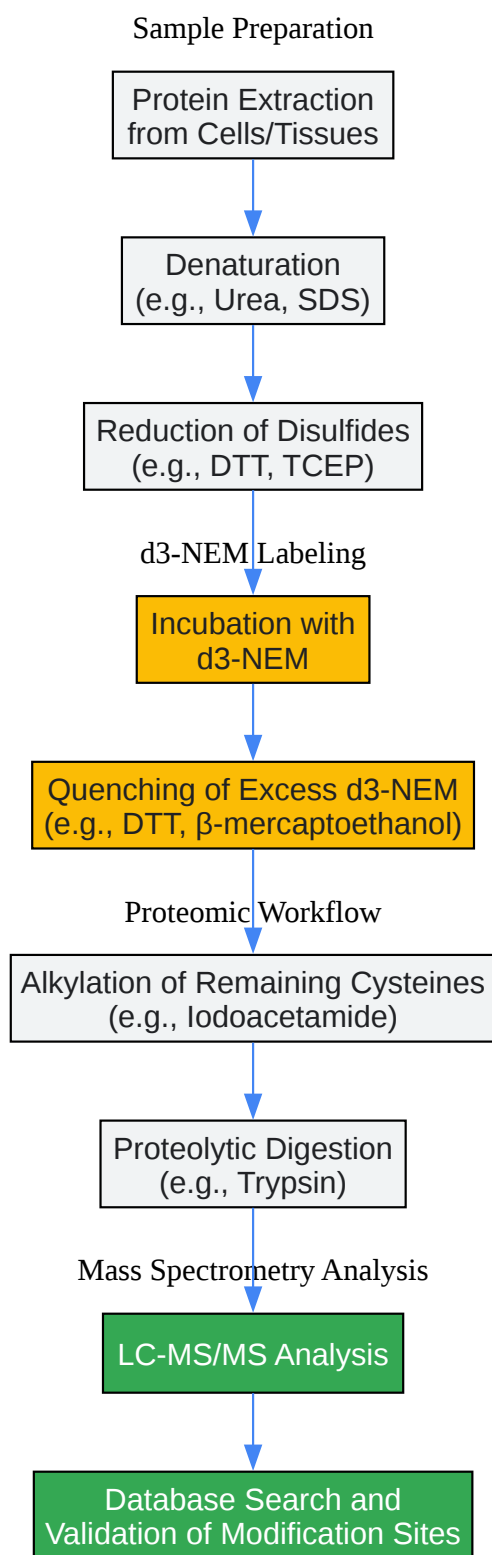 Sample Preparation
Protein Extraction
from Cells/Tissues
Denaturation
(e.g., Urea, SDS)
Reduction of Disulfides
(e.g., DTT, TCEP)
d3-NEM Labeling
Incubation with
d3-NEM
Quenching of Excess d3-NEM
(e.g., DTT, β-mercaptoethanol)
Proteomic Workflow
Alkylation of Remaining Cysteines
(e.g., Iodoacetamide)
Proteolytic Digestion
(e.g., Trypsin)
Mass Spectrometry Analysis
LC-MS/MS Analysis
Database Search and
Validation of Modification Sites